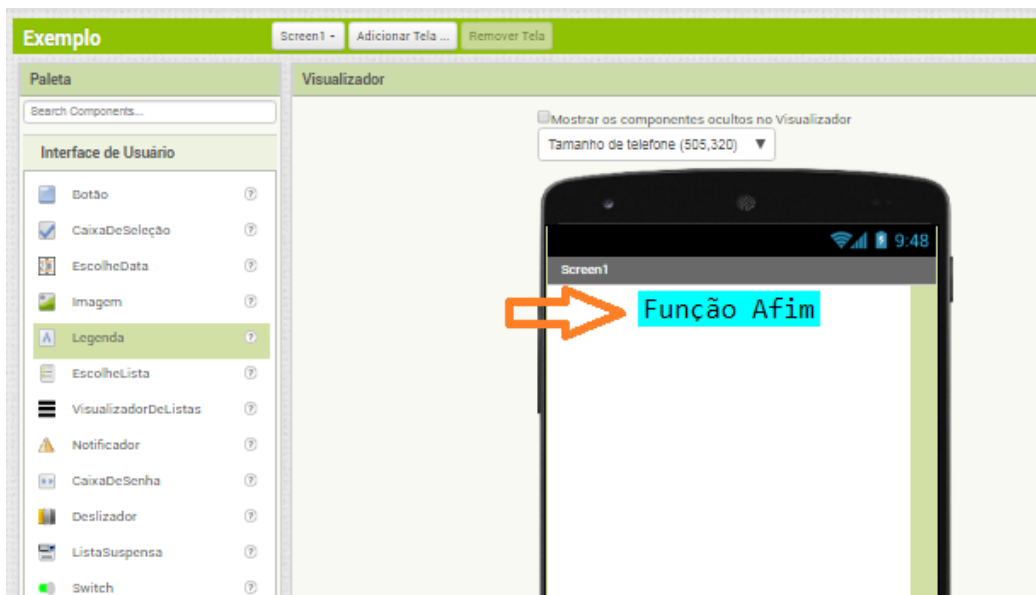 Exemplo
Screen1 Adicionar Tela ... Remover Tela
Paleta
Visualizador
Search Components...
Mostrar os componentes ocultos no Visualizador
Tamanho de telefone (505,320) ▼
Interface de Usuário
Botão ?
CaixaDeSeleção ?
EscolheData ?
Imagem ?
Legenda ?
EscolheLista ?
VisualizadorDeListas ?
Notificador ?
CaixaDeSenha ?
Deslizador ?
ListaSuspensa ?
Switch ?
9:48
Screen1
Função Afim